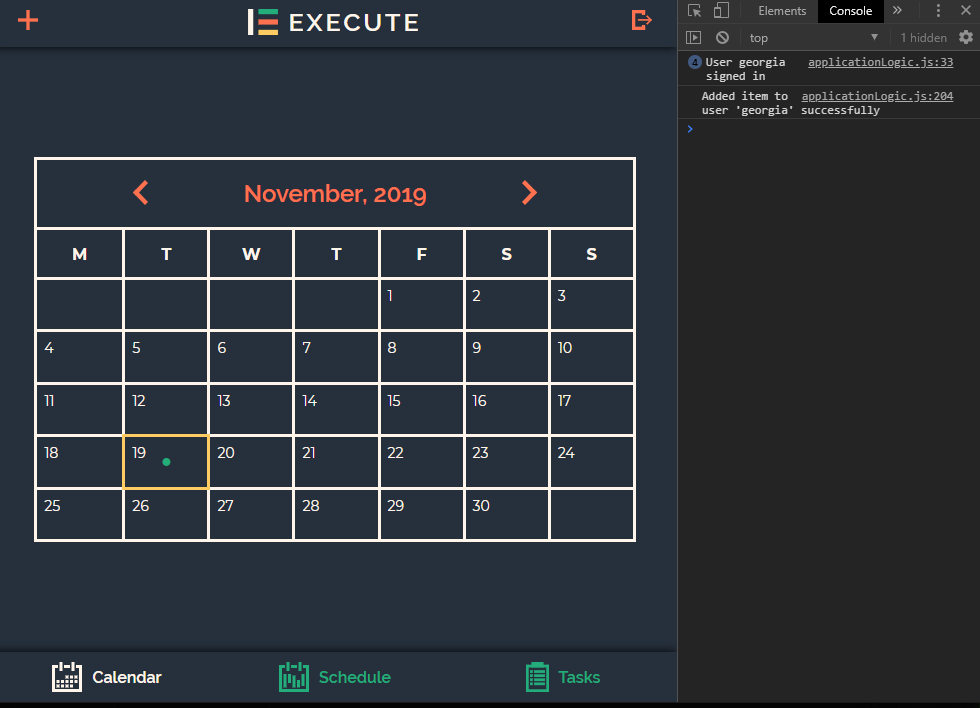 EXECUTE
November, 2019
M T W T F S S
1 2 3
4 5 6 7 8 9 10
11 12 13 14 15 16 17
18 19 20 21 22 23 24
25 26 27 28 29 30
Calendar Schedule Tasks
Elements Console »
top 1 hidden
4 User georgia applicationLogic.js:33
signed in
Added item to applicationLogic.js:204
user 'georgia' successfully